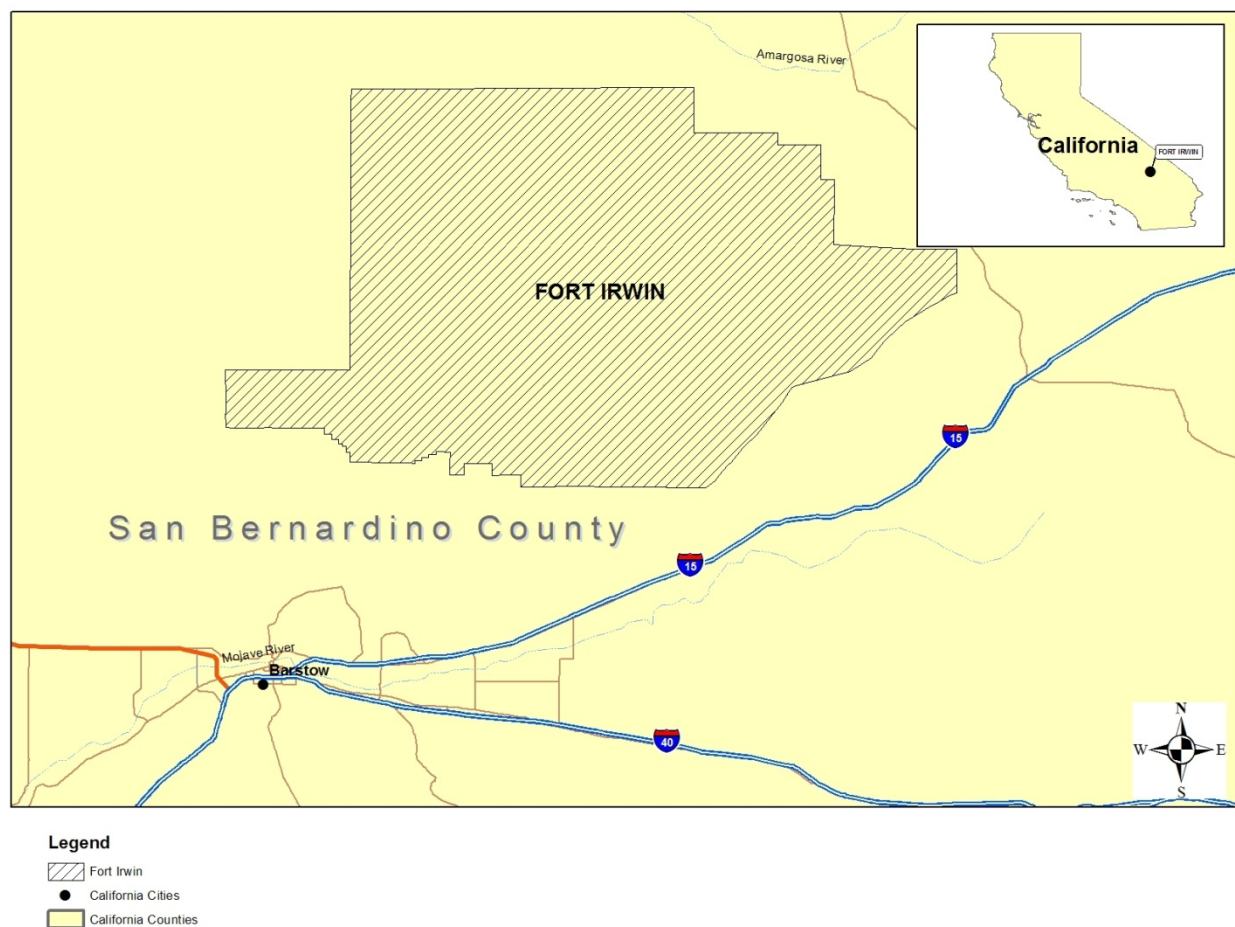 Amargosa River
California
FORT IRWIN
FORT IRWIN
15
San Bernardino County
15
Mojave River
Barstow
40
N
W E
S
Legend
Fort Irwin
California Cities
California Counties